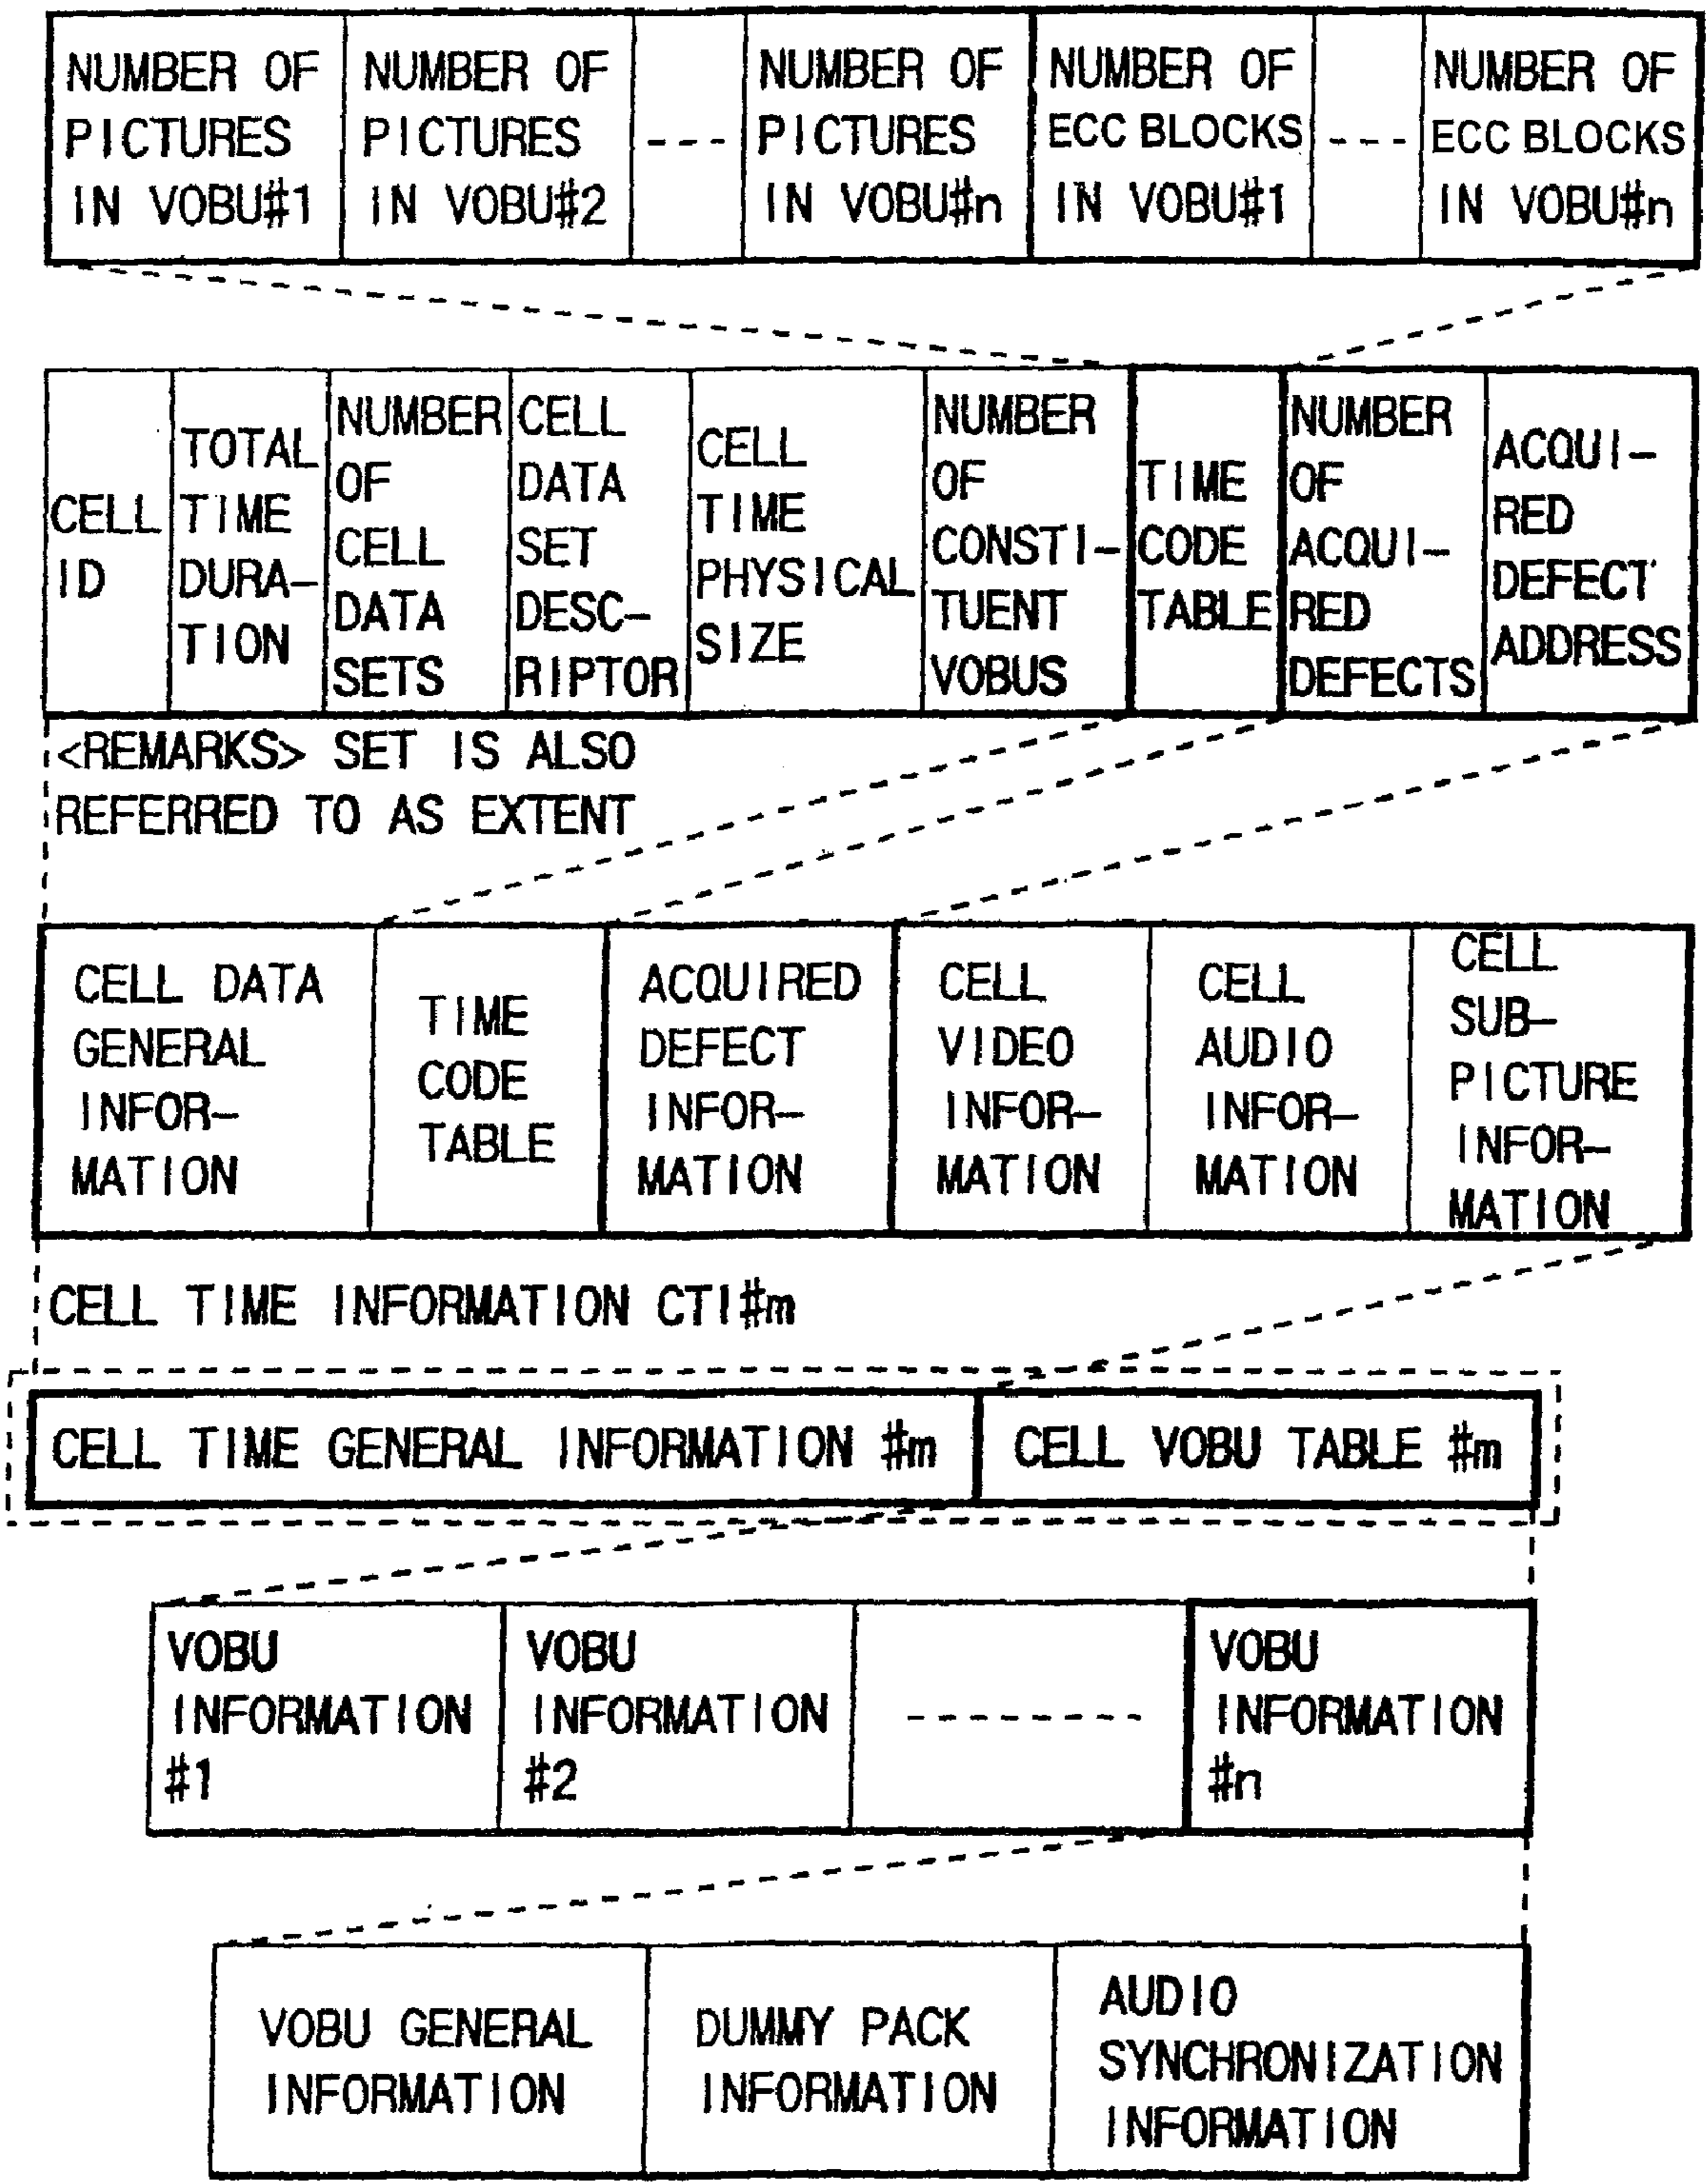 NUMBER OF
PICTURES
IN VOBU#1
NUMBER OF
PICTURES
IN VOBU#2
---
NUMBER OF
PICTURES
IN VOBU#n
NUMBER OF
ECC BLOCKS
IN VOBU#1
---
NUMBER OF
ECC BLOCKS
IN VOBU#n
CELL
ID
TOTAL
TIME
DURA-
TION
NUMBER
OF
CELL
DATA
SETS
CELL
DATA
SET
DESC-
RIPTOR
CELL
TIME
PHYSICAL
SIZE
NUMBER
OF
CONSTI-
TUENT
VOBUS
TIME
CODE
TABLE
NUMBER
OF
ACQUI-
RED
DEFECTS
ACQUI-
RED
DEFECT
ADDRESS
<REMARKS> SET IS ALSO
REFERRED TO AS EXTENT
CELL DATA
GENERAL
INFOR-
MATION
TIME
CODE
TABLE
ACQUIRED
DEFECT
INFOR-
MATION
CELL
VIDEO
INFOR-
MATION
CELL
AUDIO
INFOR-
MATION
CELL
SUB-
PICTURE
INFOR-
MATION
CELL TIME INFORMATION CTI#m
CELL TIME GENERAL INFORMATION #m
CELL VOBU TABLE #m
VOBU
INFORMATION
#1
VOBU
INFORMATION
#2
---------
VOBU
INFORMATION
#n
VOBU GENERAL
INFORMATION
DUMMY PACK
INFORMATION
AUDIO
SYNCHRONIZATION
INFORMATION